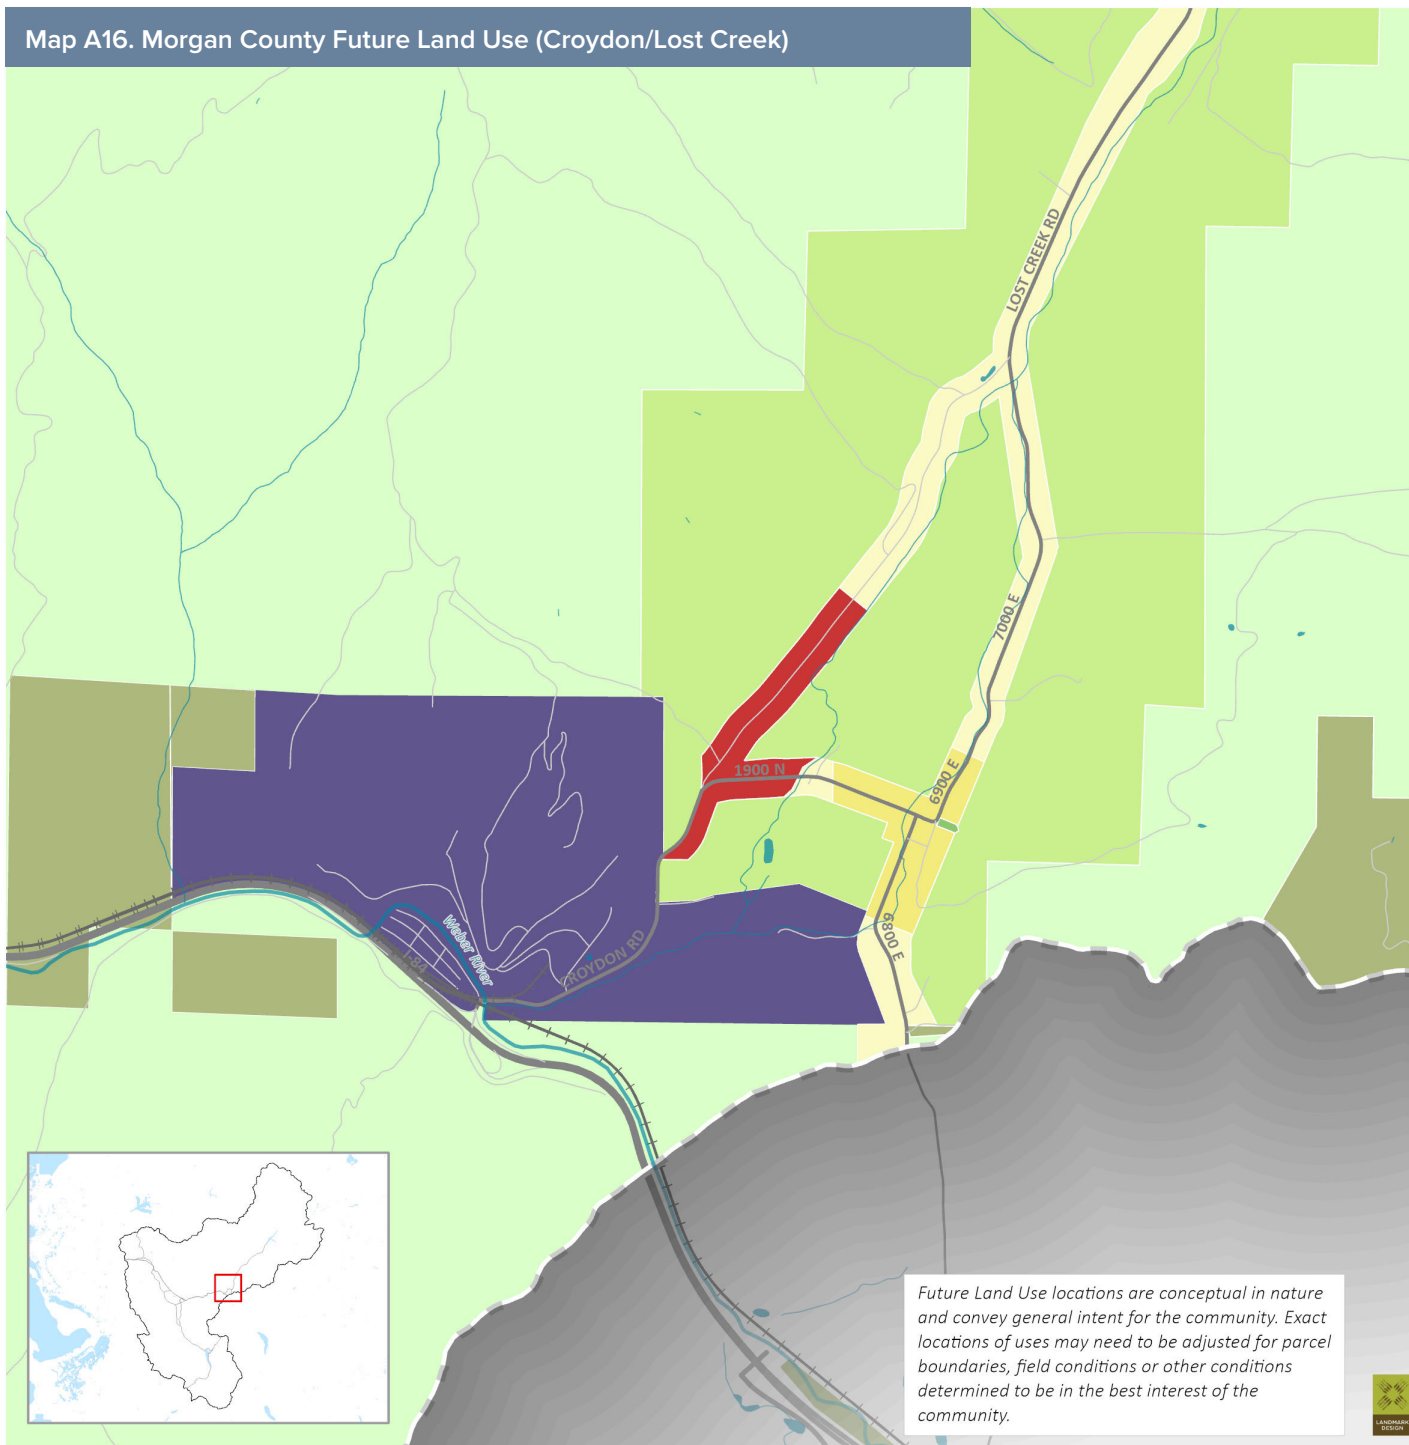 Map A16. Morgan County Future Land Use (Croydon/Lost Creek)
LOST CREEK RD
7000 E
1900 N
6900 E
6800 E
Weber River
I-84
CROYDON RD
Future Land Use locations are conceptual in nature
and convey general intent for the community. Exact
locations of uses may need to be adjusted for parcel
boundaries, field conditions or other conditions
determined to be in the best interest of the
community.
LANDMARK
DESIGN